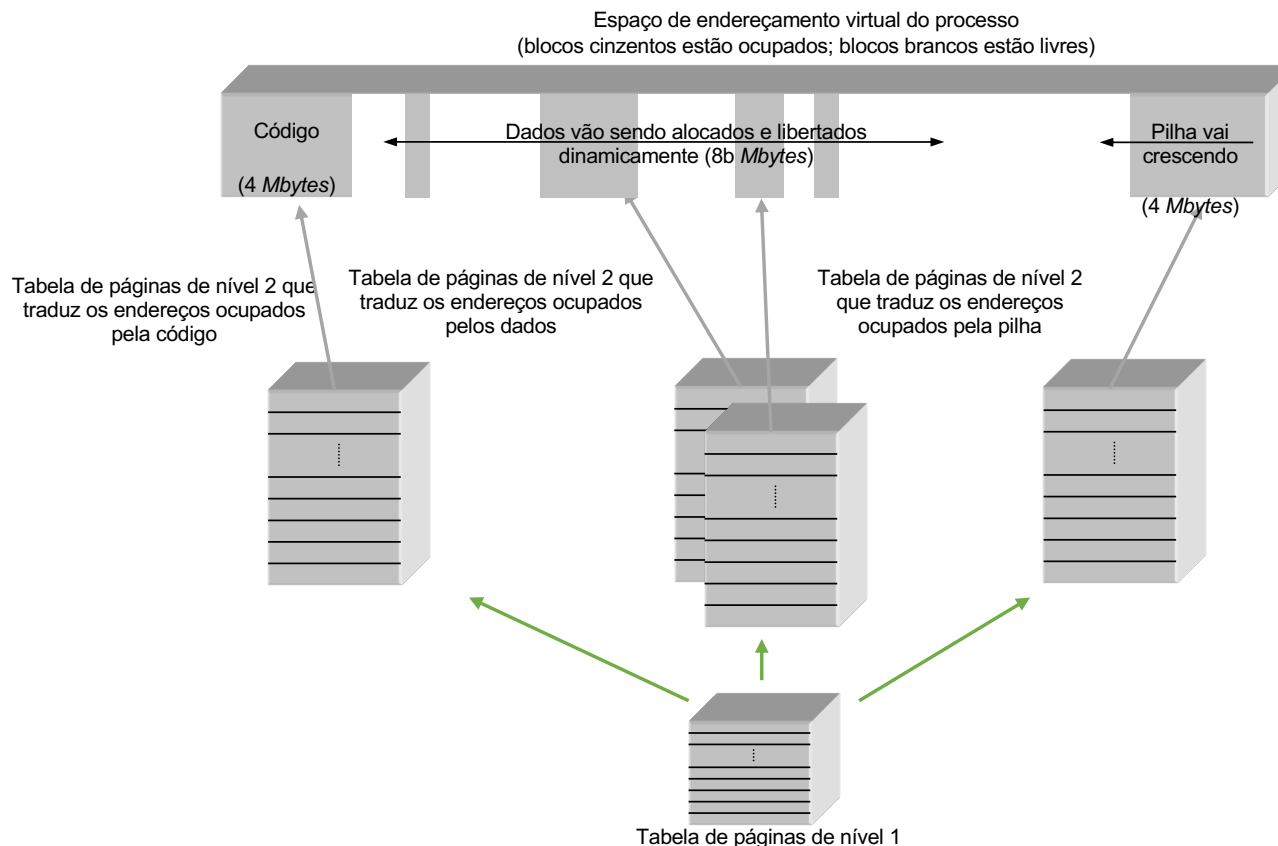 Espaço de endereçamento virtual do processo
(blocos cinzentos estão ocupados; blocos brancos estão livres)
Código
(4 Mbytes)
Dados vão sendo alocados e libertados
dinamicamente (8b Mbytes)
Pilha vai
crescendo
(4 Mbytes)
Tabela de páginas de nível 2 que
traduz os endereços ocupados
pela código
Tabela de páginas de nível 2 que
traduz os endereços ocupados
pelos dados
Tabela de páginas de nível 2
que traduz os endereços
ocupados pela pilha
Tabela de páginas de nível 1